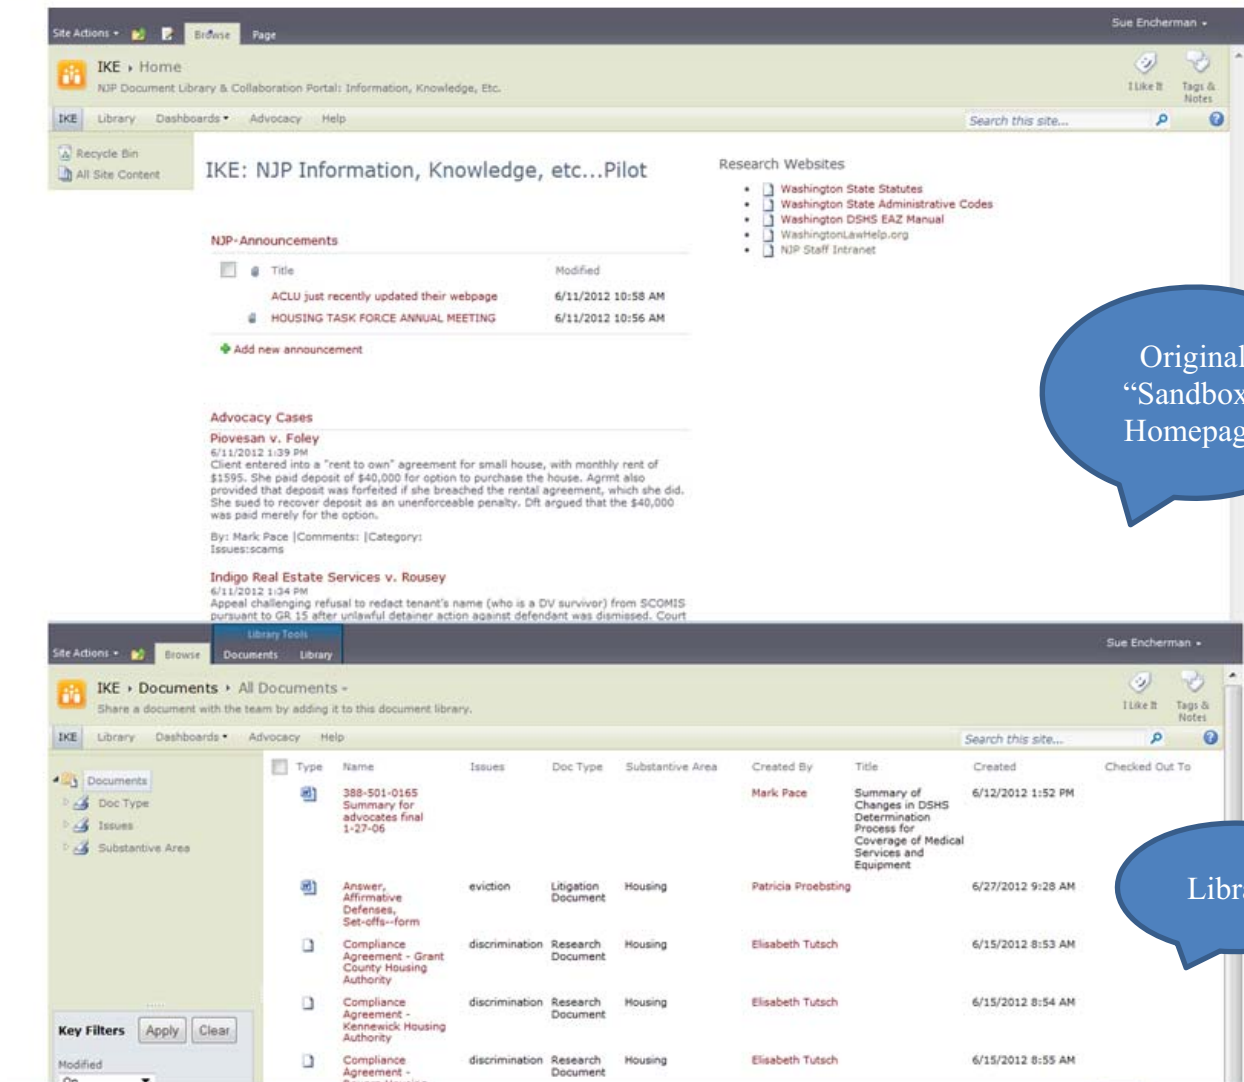 Sue Encherman
Site Actions Browse Page
IKE › Home
NJP Document Library & Collaboration Portal: Information, Knowledge, Etc.
I Like It Tags & Notes
IKE Library Dashboards Advocacy Help
Search this site...
Recycle Bin
All Site Content
IKE: NJP Information, Knowledge, etc...Pilot
Research Websites
Washington State Statutes
Washington State Administrative Codes
Washington DSHS EAZ Manual
WashingtonLawHelp.org
NJP Staff Intranet
NJP-Announcements
Title Modified
ACLU just recently updated their webpage 6/11/2012 10:58 AM
HOUSING TASK FORCE ANNUAL MEETING 6/11/2012 10:56 AM
Add new announcement
Original
“Sandbox
Homepag
Advocacy Cases
Piovesan v. Foley
6/11/2012 1:39 PM
Client entered into a "rent to own" agreement for small house, with monthly rent of
$1595. She paid deposit of $40,000 for option to purchase the house. Agrmt also
provided that deposit was forfeited if she breached the rental agreement, which she did.
She sued to recover deposit as an unenforceable penalty. Dft argued that the $40,000
was paid merely for the option.
By: Mark Pace |Comments: |Category:
Issues:scams
Indigo Real Estate Services v. Rousey
6/11/2012 1:34 PM
Appeal challenging refusal to redact tenant's name (who is a DV survivor) from SCOMIS
pursuant to GR 15 after unlawful detainer action against defendant was dismissed. Court
Library Tools
Sue Encherman
Site Actions Browse Documents Library
IKE › Documents › All Documents
Share a document with the team by adding it to this document library.
I Like It Tags & Notes
IKE Library Dashboards Advocacy Help
Search this site...
Documents
Doc Type
Issues
Substantive Area
Type Name Issues Doc Type Substantive Area Created By Title Created Checked Out To
388-501-0165 Summary for advocates final 1-27-06 Mark Pace Summary of Changes in DSHS Determination Process for Coverage of Medical Services and Equipment 6/12/2012 1:52 PM
Answer, Affirmative Defenses, Set-offs--form eviction Litigation Document Housing Patricia Proebsting 6/27/2012 9:28 AM
Libra
Compliance Agreement - Grant County Housing Authority discrimination Research Document Housing Elisabeth Tutsch 6/15/2012 8:53 AM
Compliance Agreement - Kennewick Housing Authority discrimination Research Document Housing Elisabeth Tutsch 6/15/2012 8:54 AM
Compliance Agreement - discrimination Research Document Housing Elisabeth Tutsch 6/15/2012 8:55 AM
Key Filters Apply Clear
Modified